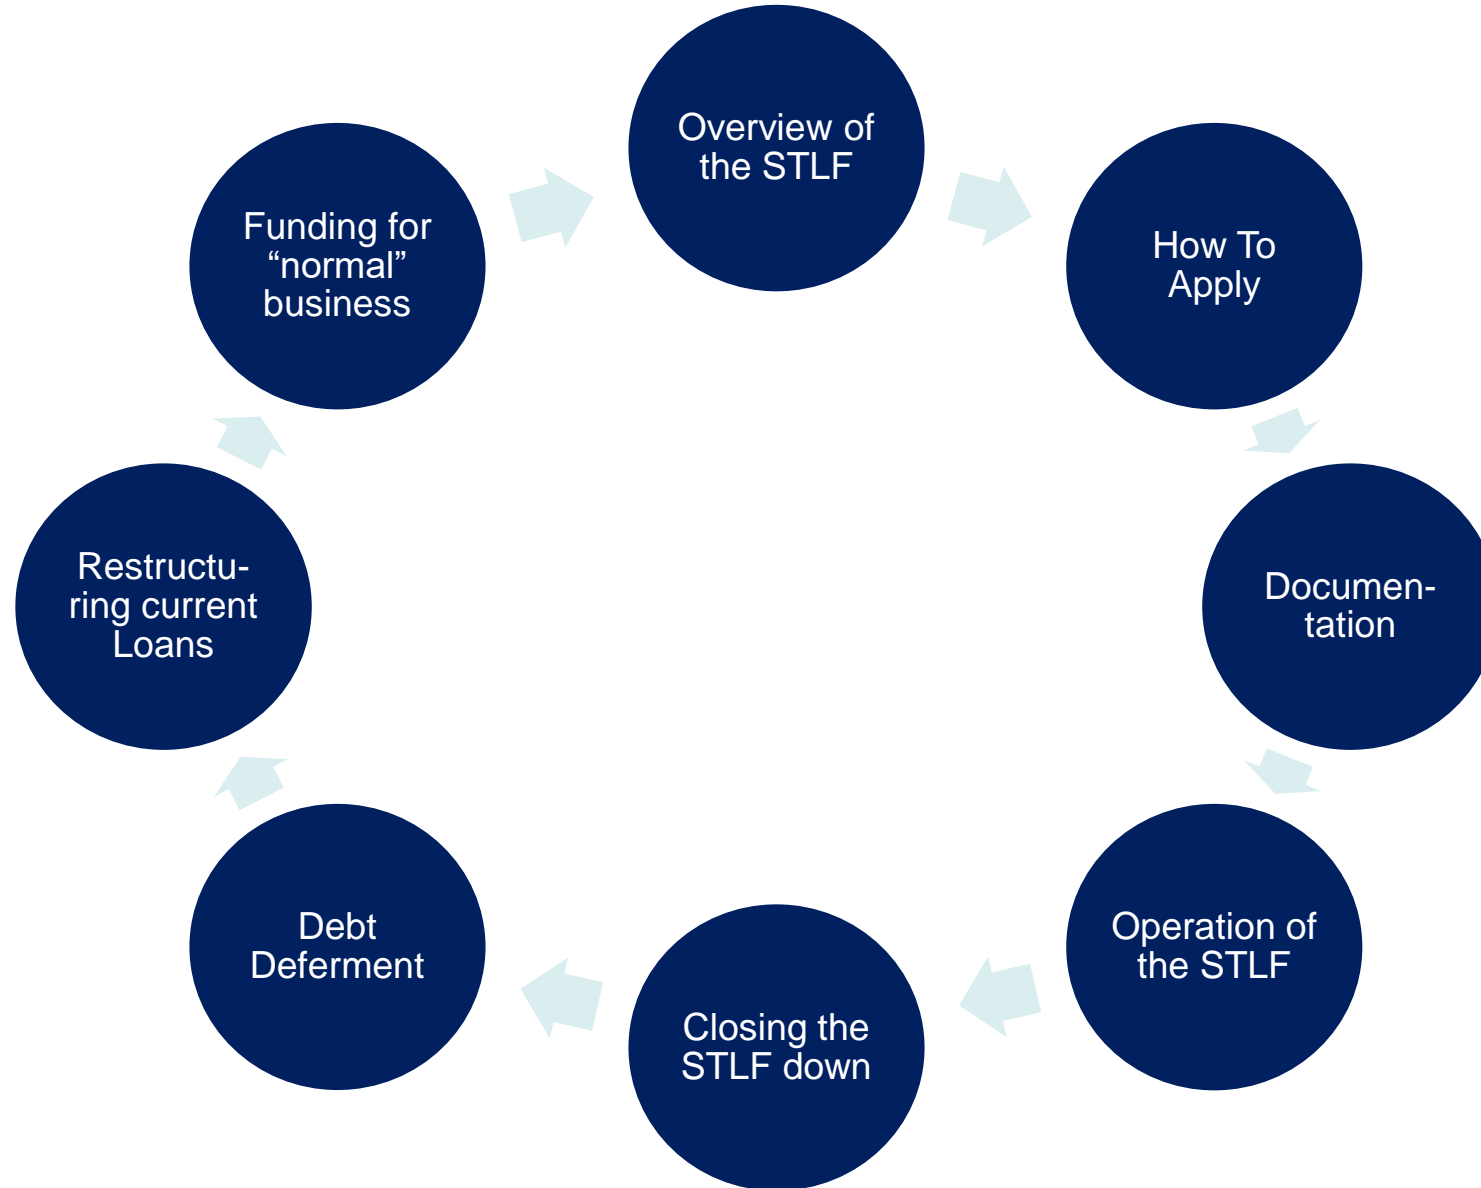 Overview of
the STLF
How To
Apply
Documen-
tation
Operation of
the STLF
Closing the
STLF down
Debt
Deferment
Restructu-
ring current
Loans
Funding for
“normal”
business